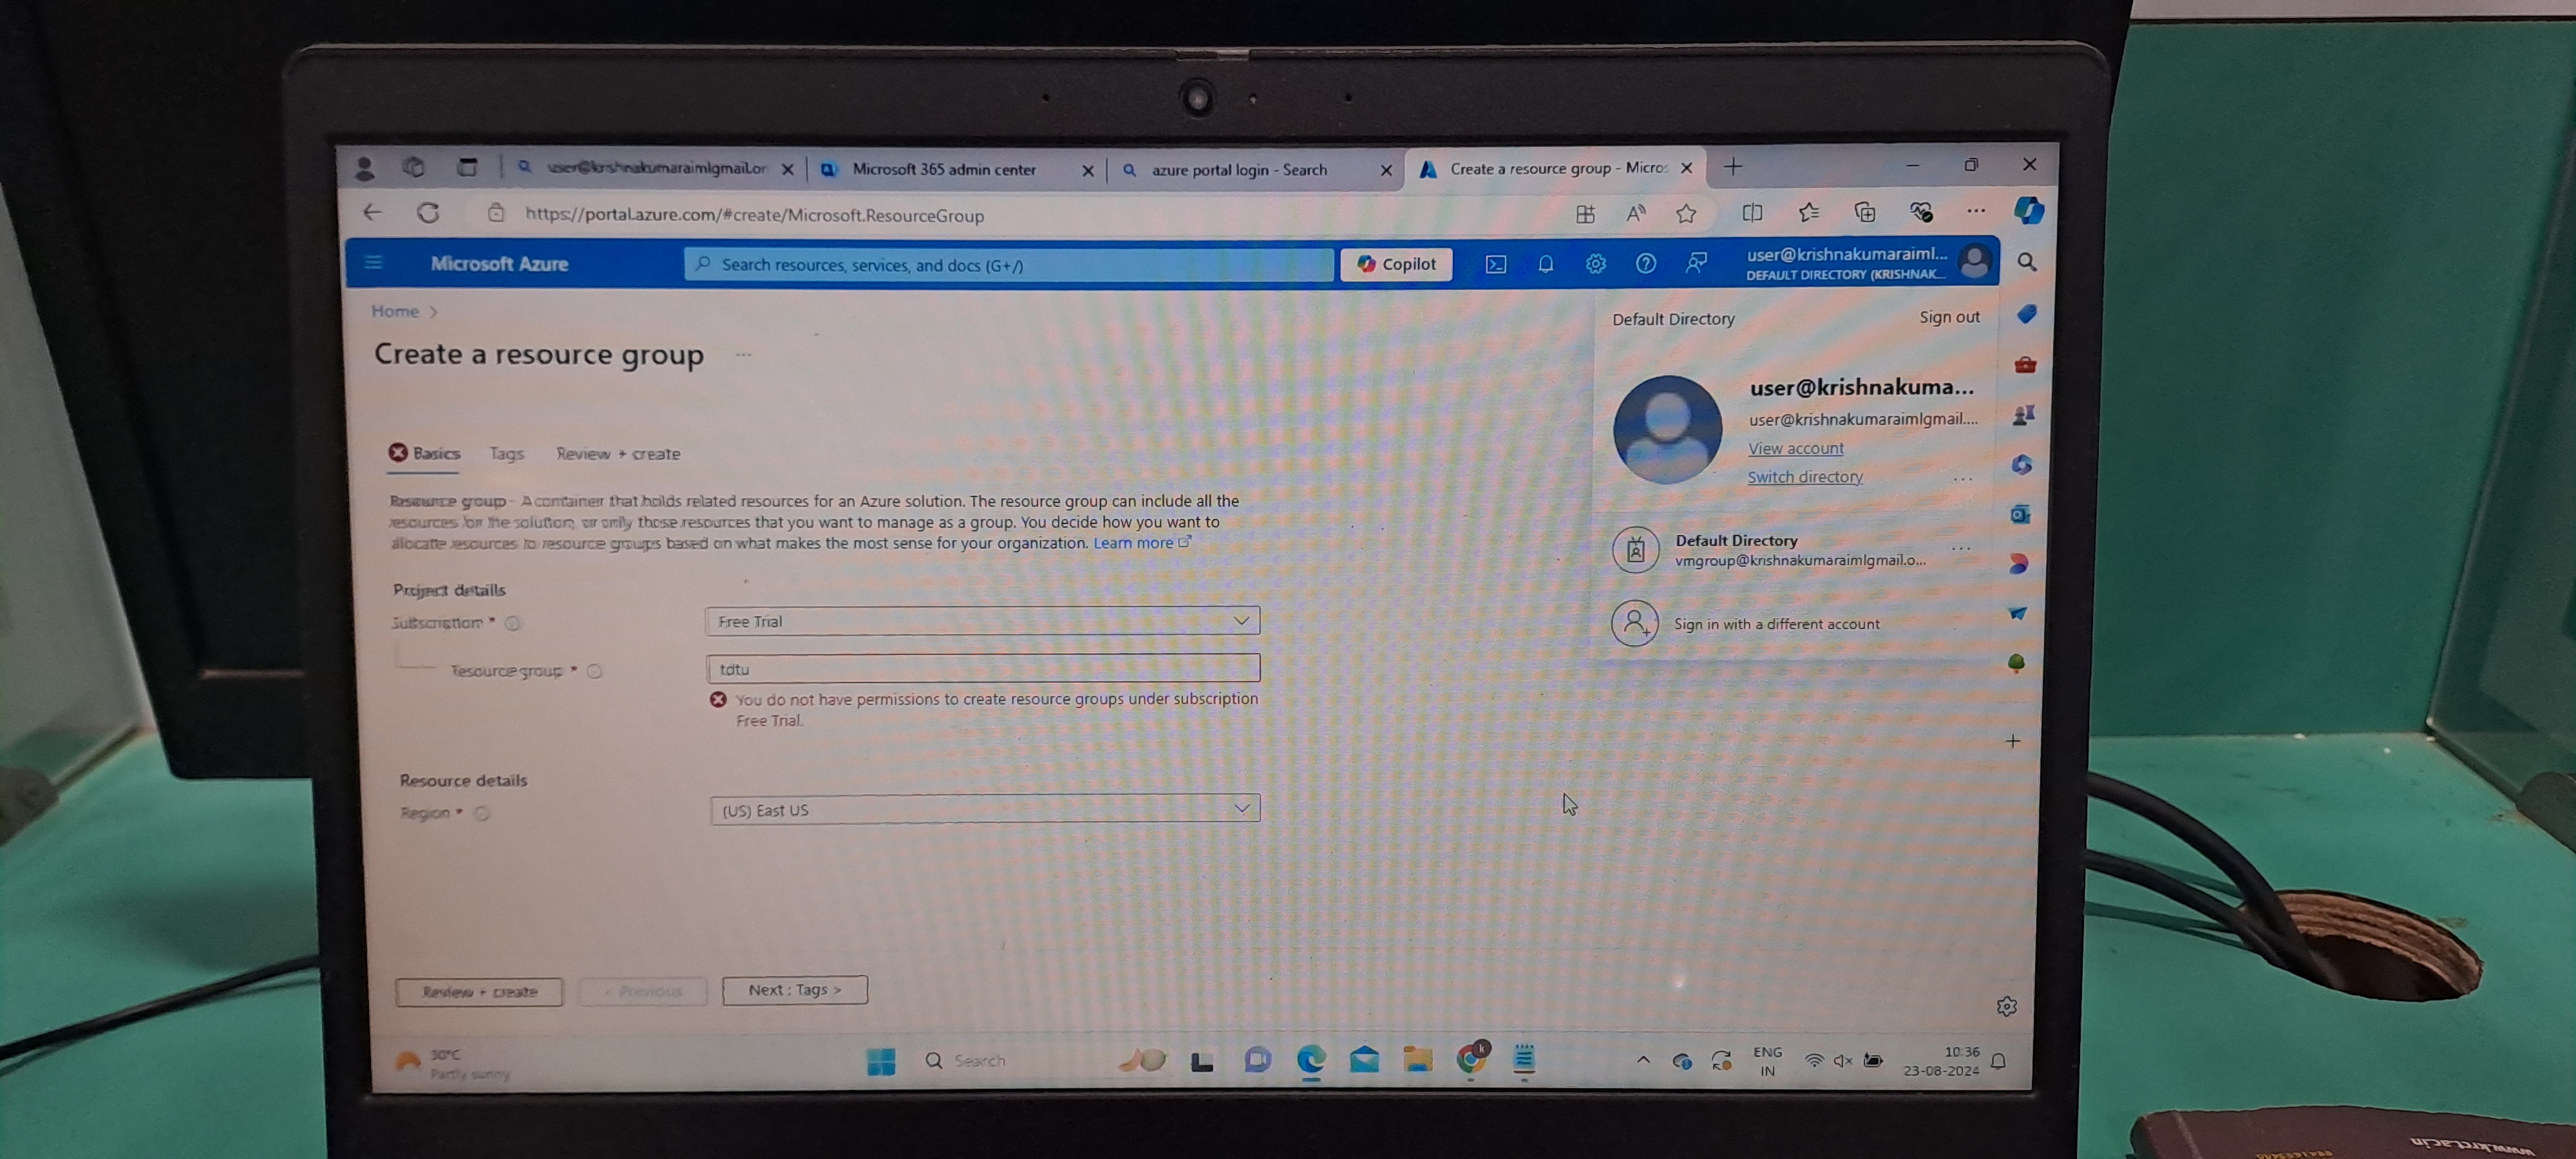 user@krishnakumaraimlgmail.or
Microsoft 365 admin center
azure portal login - Search
Create a resource group - Micros
https://portal.azure.com/#create/Microsoft.ResourceGroup
Microsoft Azure
Search resources, services, and docs (G+/)
Copilot
user@krishnakumaraiml...
DEFAULT DIRECTORY (KRISHNAK...
Home >
Default Directory
Sign out
Create a resource group ...
user@krishnakuma...
user@krishnakumaraimlgmail....
View account
Switch directory
Basics Tags Review + create
Resource group - A container that holds related resources for an Azure solution. The resource group can include all the
resources for the solution, or only those resources that you want to manage as a group. You decide how you want to
allocate resources to resource groups based on what makes the most sense for your organization. Learn more
Default Directory
vmgroup@krishnakumaraimlgmail.o...
Sign in with a different account
Project details
Subscription *
Free Trial
Resource group *
tdtu
You do not have permissions to create resource groups under subscription
Free Trial.
Resource details
Region *
(US) East US
Review + create
< Previous
Next : Tags >
30°C
Partly sunny
Search
k
ENG
IN
10:36
23-08-2024
www.krct.ac.in